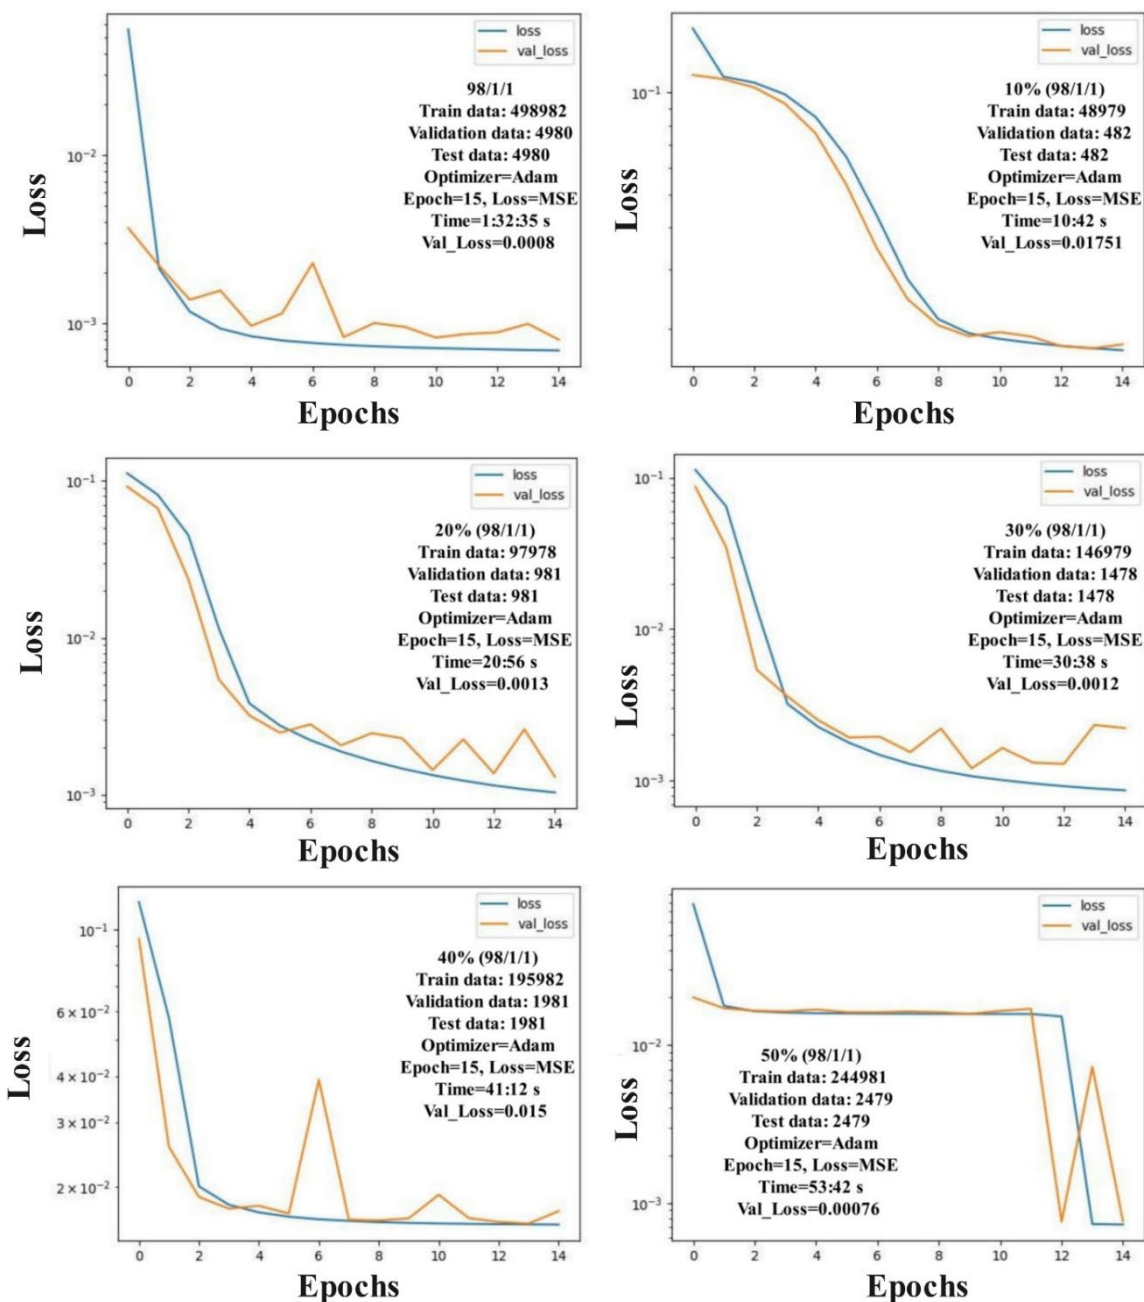 loss
val_loss
98/1/1
Train data: 498982
Validation data: 4980
Test data: 4980
Optimizer=Adam
Epoch=15, Loss=MSE
Time=1:32:35 s
Val_Loss=0.0008
10⁻²
10⁻³
Loss
0 2 4 6 8 10 12 14
Epochs
loss
val_loss
10% (98/1/1)
Train data: 48979
Validation data: 482
Test data: 482
Optimizer=Adam
Epoch=15, Loss=MSE
Time=10:42 s
Val_Loss=0.01751
10⁻¹
Loss
0 2 4 6 8 10 12 14
Epochs
loss
val_loss
20% (98/1/1)
Train data: 97978
Validation data: 981
Test data: 981
Optimizer=Adam
Epoch=15, Loss=MSE
Time=20:56 s
Val_Loss=0.0013
10⁻¹
10⁻²
10⁻³
Loss
0 2 4 6 8 10 12 14
Epochs
loss
val_loss
30% (98/1/1)
Train data: 146979
Validation data: 1478
Test data: 1478
Optimizer=Adam
Epoch=15, Loss=MSE
Time=30:38 s
Val_Loss=0.0012
10⁻¹
10⁻²
10⁻³
Loss
0 2 4 6 8 10 12 14
Epochs
loss
val_loss
40% (98/1/1)
Train data: 195982
Validation data: 1981
Test data: 1981
Optimizer=Adam
Epoch=15, Loss=MSE
Time=41:12 s
Val_Loss=0.015
10⁻¹
6 × 10⁻²
4 × 10⁻²
3 × 10⁻²
2 × 10⁻²
Loss
0 2 4 6 8 10 12 14
Epochs
loss
val_loss
50% (98/1/1)
Train data: 244981
Validation data: 2479
Test data: 2479
Optimizer=Adam
Epoch=15, Loss=MSE
Time=53:42 s
Val_Loss=0.00076
10⁻²
10⁻³
Loss
0 2 4 6 8 10 12 14
Epochs